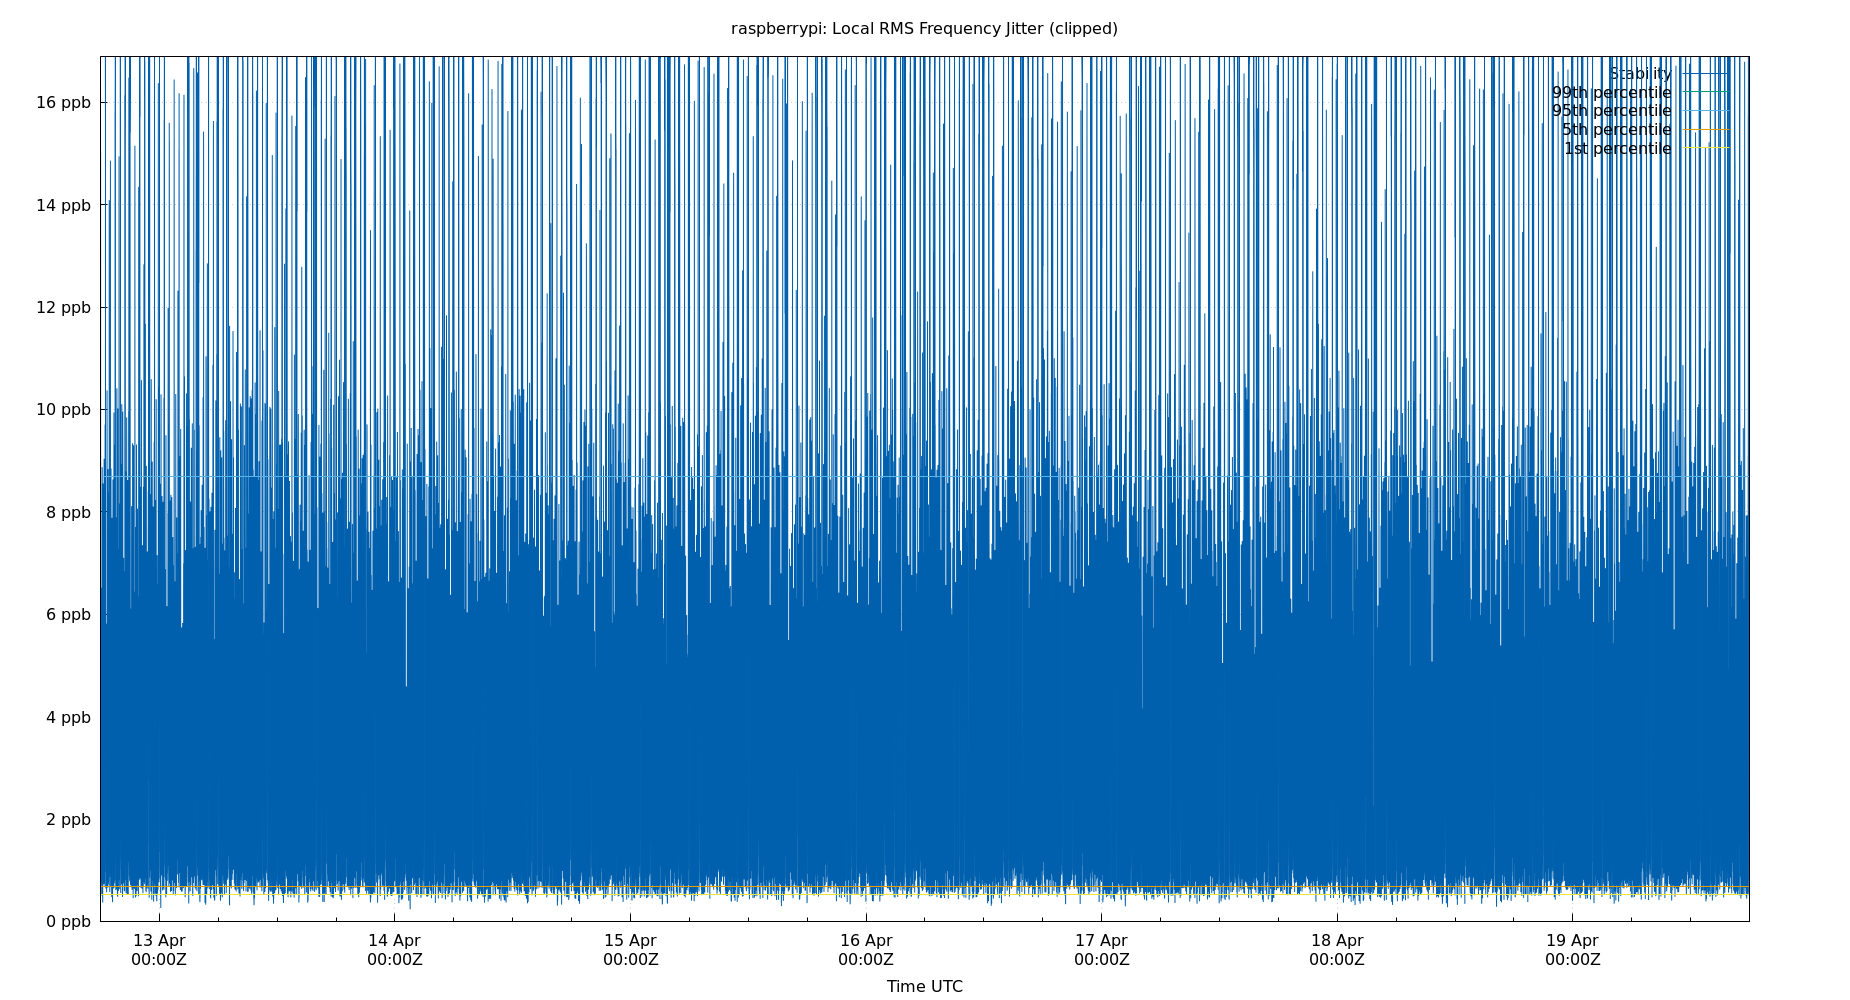 raspberrypi: Local RMS Frequency Jitter (clipped)
Stability
99th percentile
95th percentile
5th percentile
1st percentile
16 ppb
14 ppb
12 ppb
10 ppb
8 ppb
6 ppb
4 ppb
2 ppb
0 ppb
13 Apr 14 Apr 15 Apr 16 Apr 17 Apr 18 Apr 19 Apr
00:00Z 00:00Z 00:00Z 00:00Z 00:00Z 00:00Z 00:00Z
Time UTC